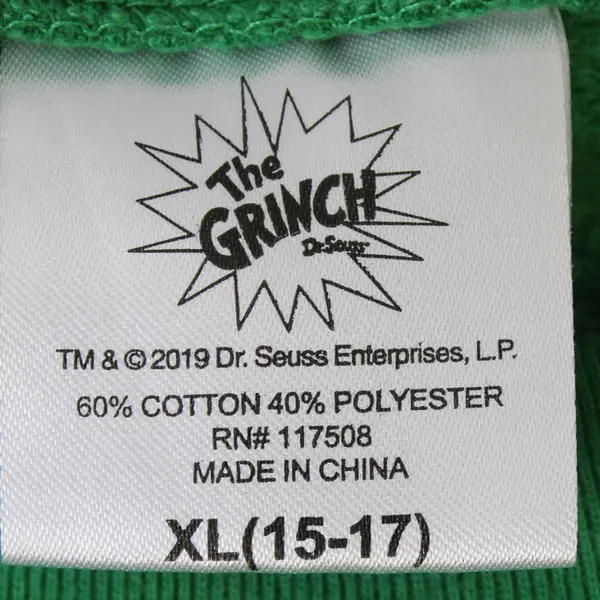 The
GRINCH
Dr. Seuss
TM & © 2019 Dr. Seuss Enterprises, L.P.
60% COTTON 40% POLYESTER
RN# 117508
MADE IN CHINA
XL(15-17)